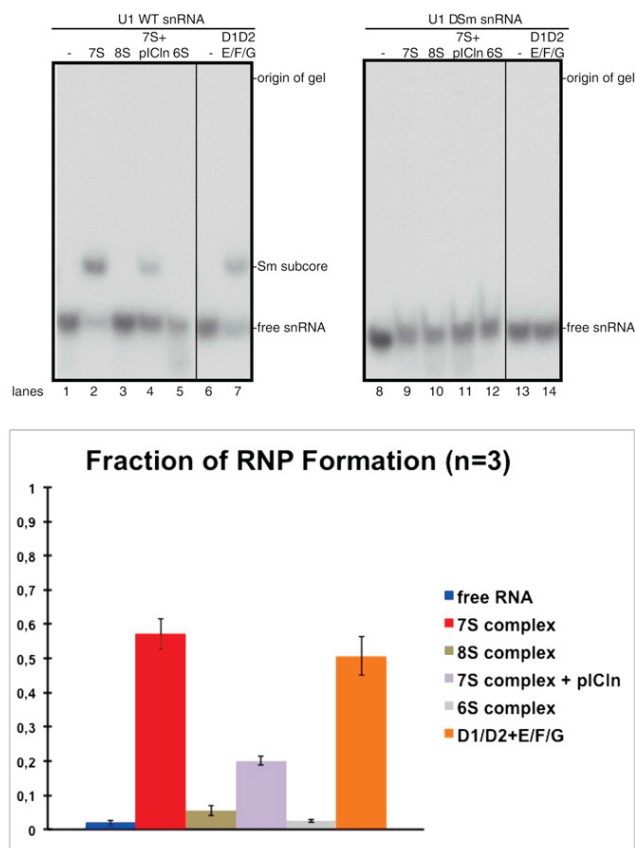 U1 WT snRNA
- 7S 8S 7S+ pICln 6S - D1D2 E/F/G
origin of gel
Sm subcore
free snRNA
lanes 1 2 3 4 5 6 7
U1 DSm snRNA
- 7S 8S 7S+ pICln 6S - D1D2 E/F/G
origin of gel
free snRNA
8 9 10 11 12 13 14
Fraction of RNP Formation (n=3)
1
0,9
0,8
0,7
0,6
0,5
0,4
0,3
0,2
0,1
0
free RNA
7S complex
8S complex
7S complex + pICln
6S complex
D1/D2+E/F/G